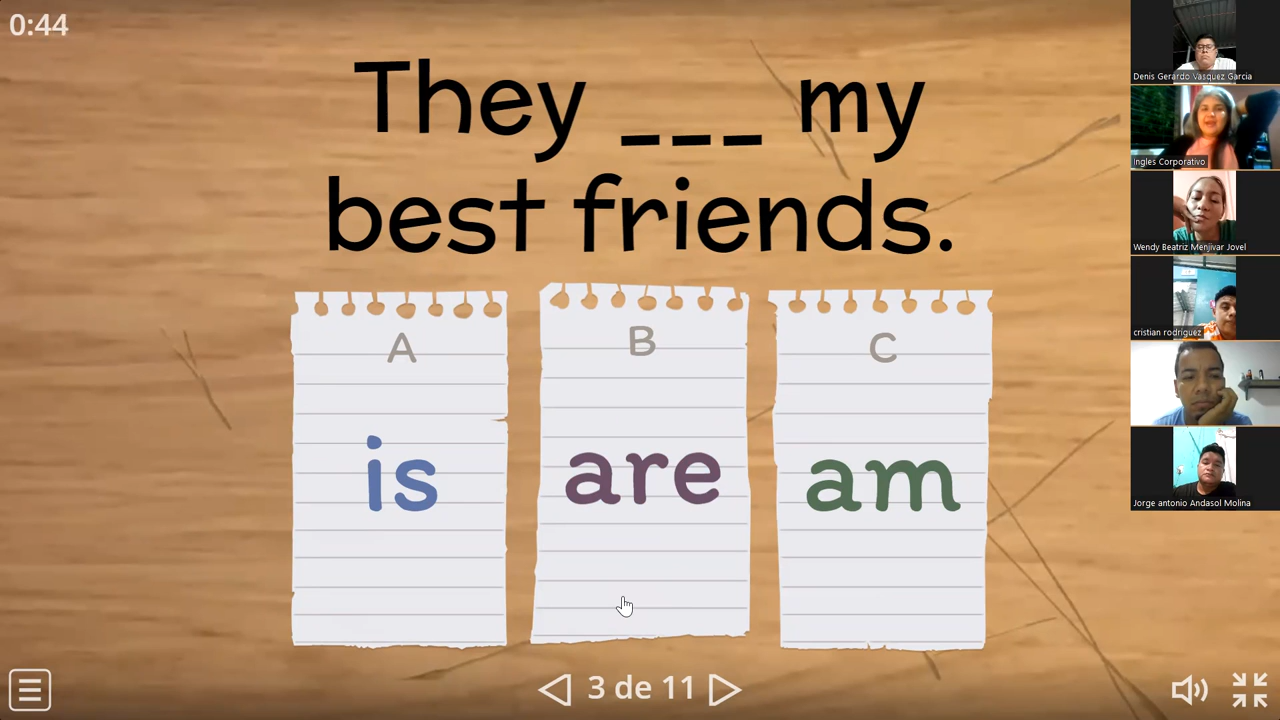 0:44
They ___ my
best friends.
A
B
C
is
are
am
3 de 11
Denis Gerardo Vasquez Garcia
Ingles Corporativo
Wendy Beatriz Menjivar Jovel
cristian rodriguez
Jorge antonio Andasol Molina